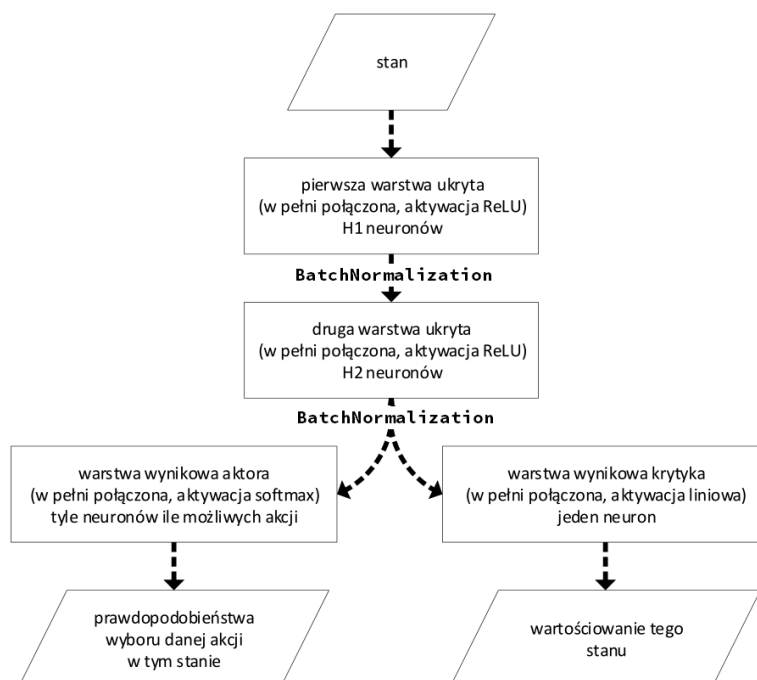 stan
pierwsza warstwa ukryta
(w pełni połączona, aktywacja ReLU)
H1 neuronów
BatchNormalization
druga warstwa ukryta
(w pełni połączona, aktywacja ReLU)
H2 neuronów
BatchNormalization
warstwa wynikowa aktora
(w pełni połączona, aktywacja softmax)
tyle neuronów ile możliwych akcji
warstwa wynikowa krytyka
(w pełni połączona, aktywacja liniowa)
jeden neuron
prawdopodobieństwa
wyboru danej akcji
w tym stanie
wartościowanie tego
stanu